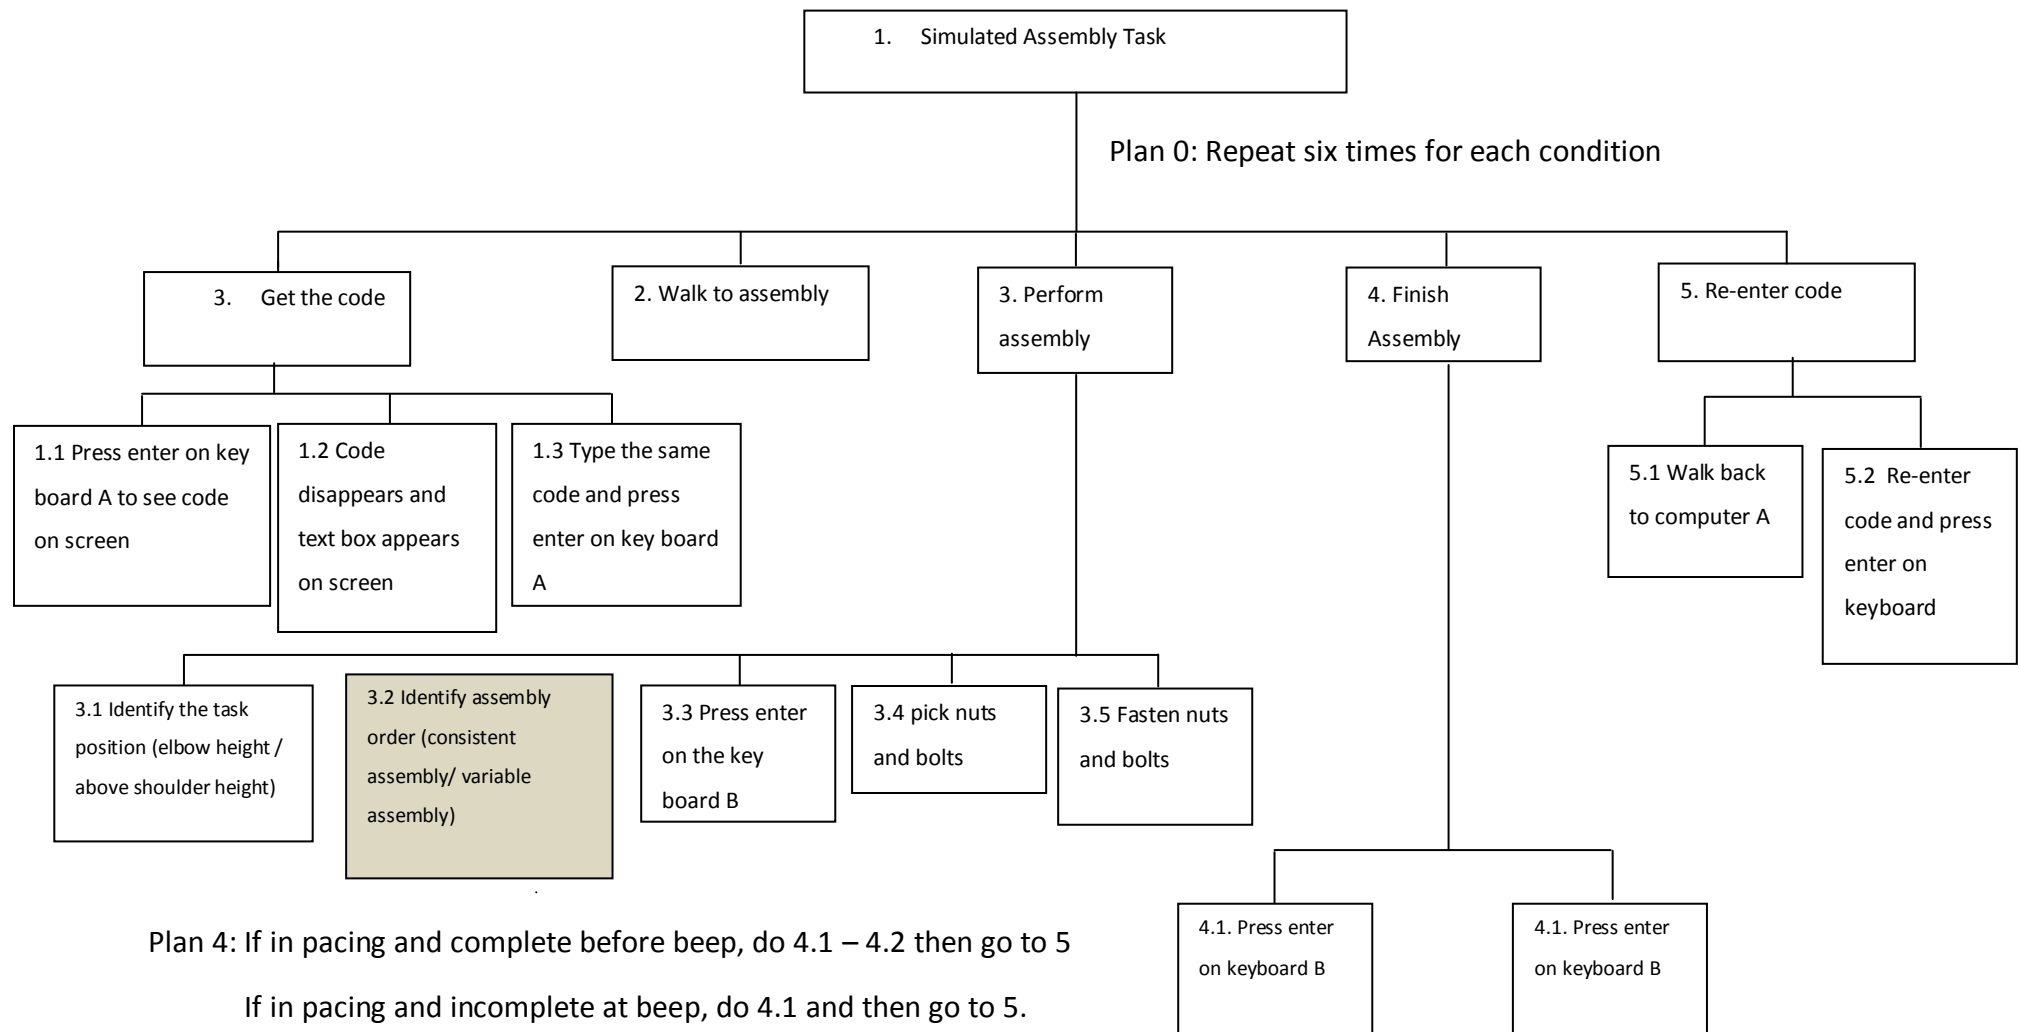 1. Simulated Assembly Task
Plan 0: Repeat six times for each condition
3. Get the code
2. Walk to assembly
3. Perform
assembly
4. Finish
Assembly
5. Re-enter code
1.1 Press enter on key
board A to see code
on screen
1.2 Code
disappears and
text box appears
on screen
1.3 Type the same
code and press
enter on key board
A
5.1 Walk back
to computer A
5.2 Re-enter
code and press
enter on
keyboard
3.1 Identify the task
position (elbow height /
above shoulder height)
3.2 Identify assembly
order (consistent
assembly/ variable
assembly)
3.3 Press enter
on the key
board B
3.4 pick nuts
and bolts
3.5 Fasten nuts
and bolts
4.1. Press enter
on keyboard B
4.1. Press enter
on keyboard B
Plan 4: If in pacing and complete before beep, do 4.1 – 4.2 then go to 5
If in pacing and incomplete at beep, do 4.1 and then go to 5.